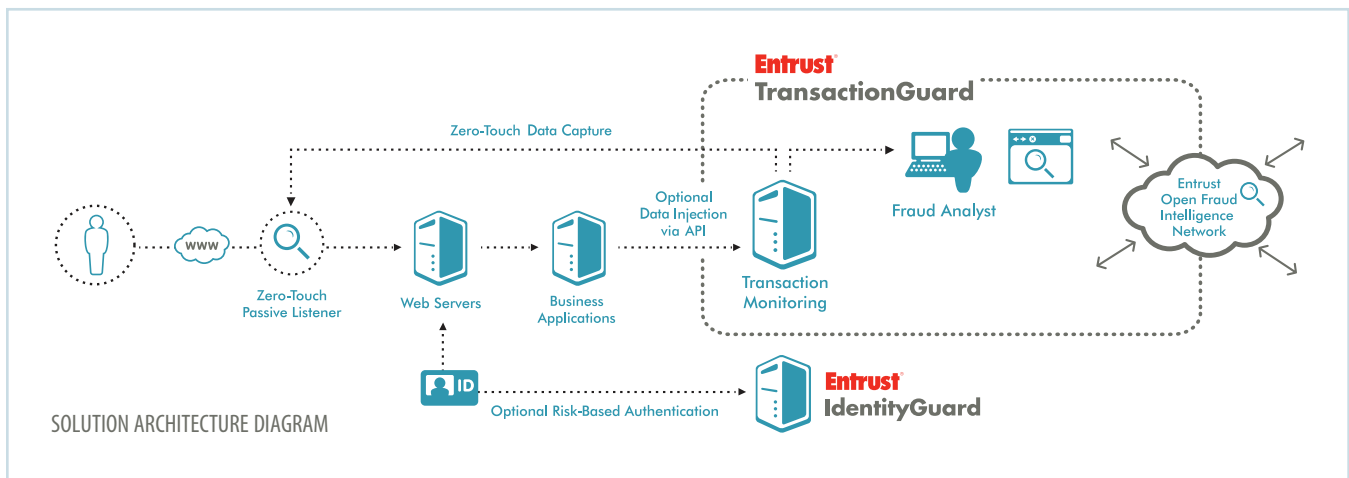 Entrust®
TransactionGuard
Zero-Touch Data Capture
Optional
Data Injection
via API
Fraud Analyst
Entrust
Open Fraud
Intelligence
Network
www
Zero-Touch
Passive Listener
Web Servers
Business
Applications
Transaction
Monitoring
ID
Optional Risk-Based Authentication
Entrust®
IdentityGuard
SOLUTION ARCHITECTURE DIAGRAM